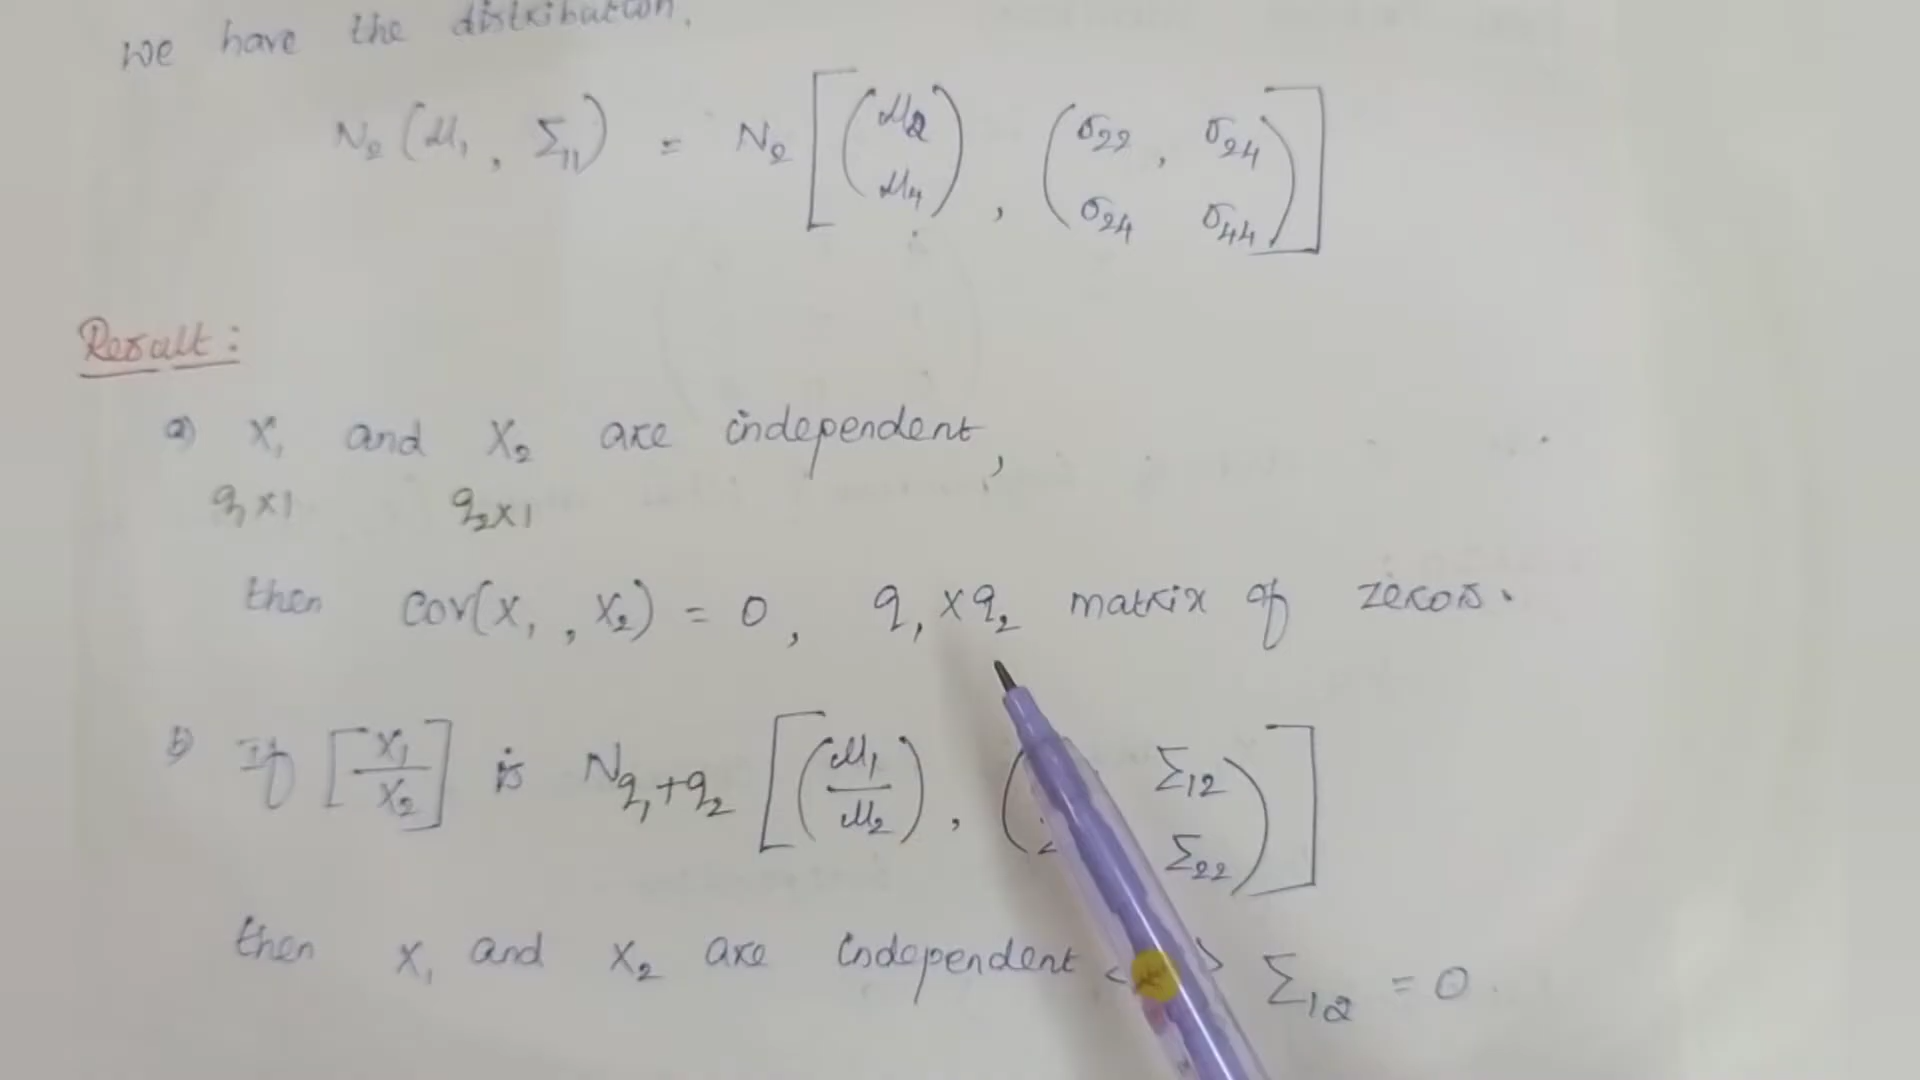 we have the distribution.
N₂ (μ₁, Σ₁₁) = N₂ [(μ₂ μ₄), (σ₂₂, σ₂₄ σ₂₄ σ₄₄)]
Result:
a) X₁ and X₂ are independent,
q₁×1 q₂×1
then cov(X₁, X₂) = 0, q₁×q₂ matrix of zeros.
b) If [X₁/X₂] is N_{q₁+q₂} [(μ₁/μ₂), ( Σ₁₂ Σ₂₂)]
then X₁ and X₂ are independent < > Σ₁₂ = 0.